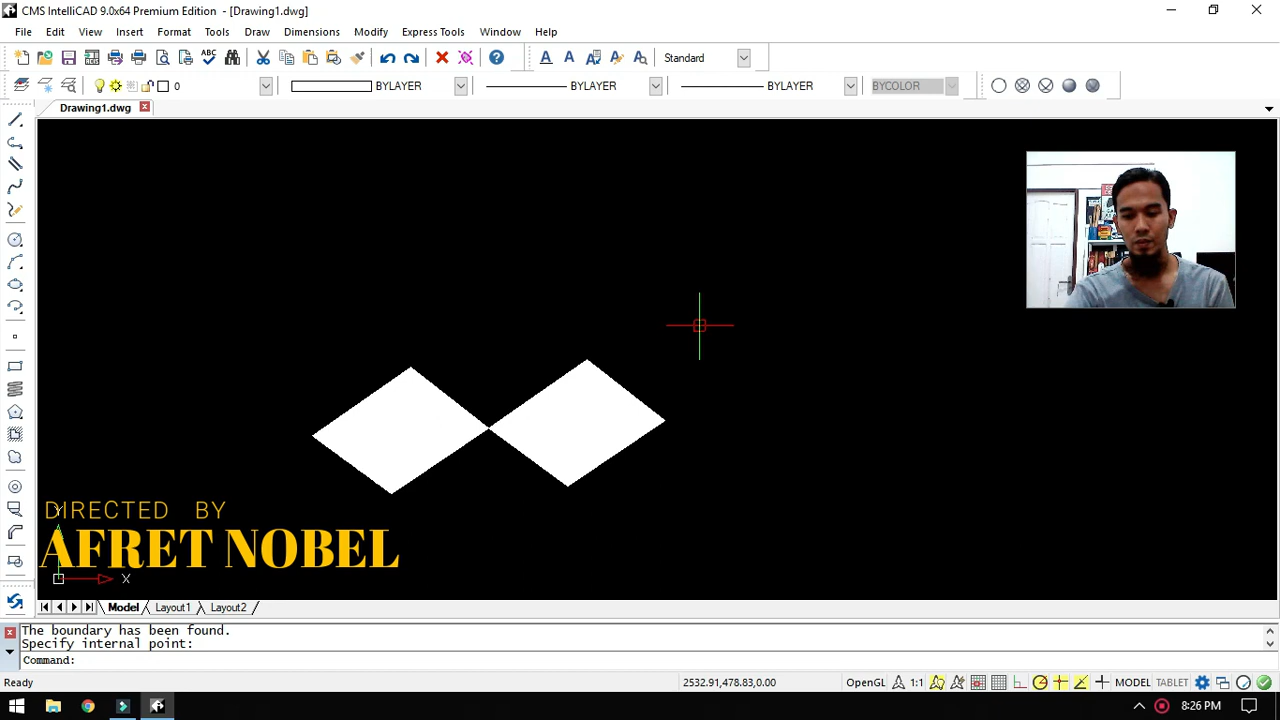 CMS IntelliCAD 9.0x64 Premium Edition - [Drawing1.dwg]
File Edit View Insert Format Tools Draw Dimensions Modify Express Tools Window Help
Standard
0 BYLAYER BYLAYER BYLAYER BYCOLOR
Drawing1.dwg
DIRECTED BY
Y
AFRET NOBEL
X
Model Layout1 Layout2
The boundary has been found.
Specify internal point:
Command:
Ready 2532.91,478.83,0.00 OpenGL 1:1 MODEL TABLET
8:26 PM